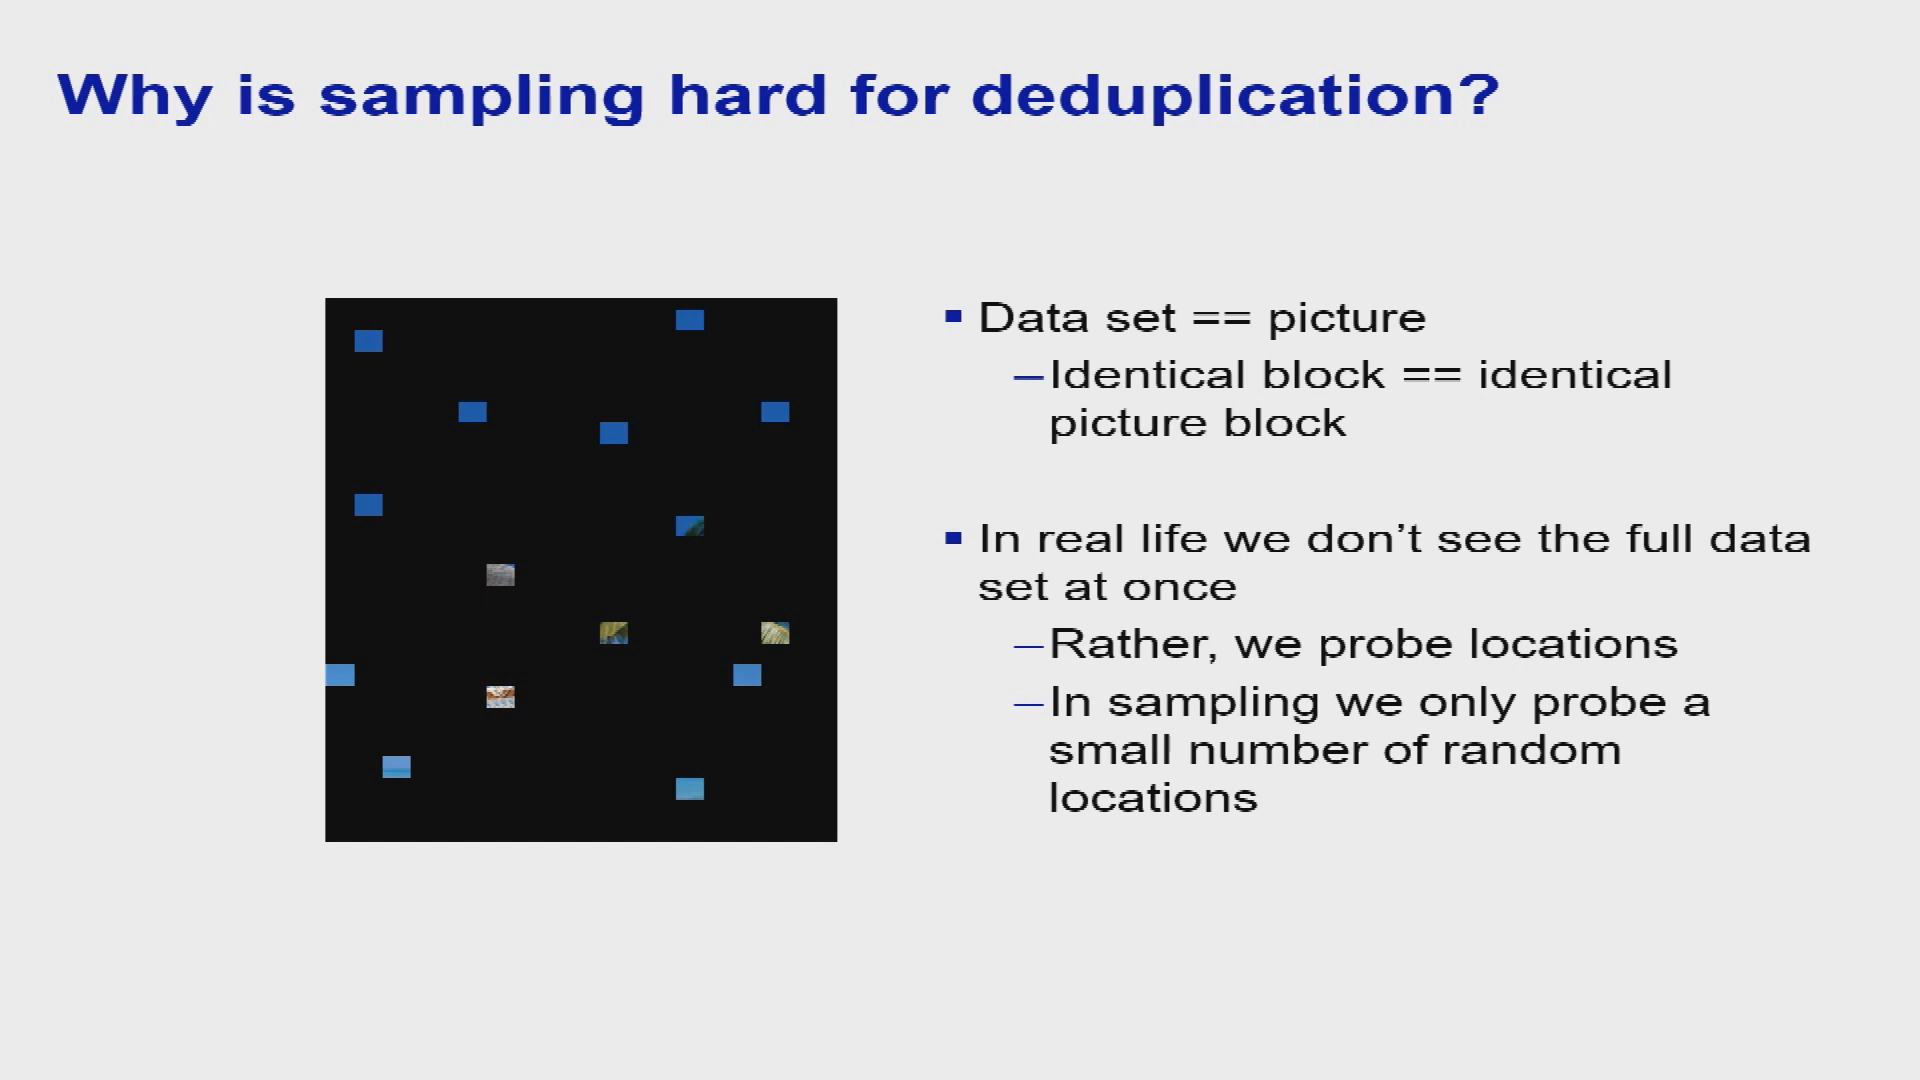 Why is sampling hard for deduplication?
▪ Data set == picture
–Identical block == identical
picture block
▪ In real life we don’t see the full data
set at once
–Rather, we probe locations
–In sampling we only probe a
small number of random
locations